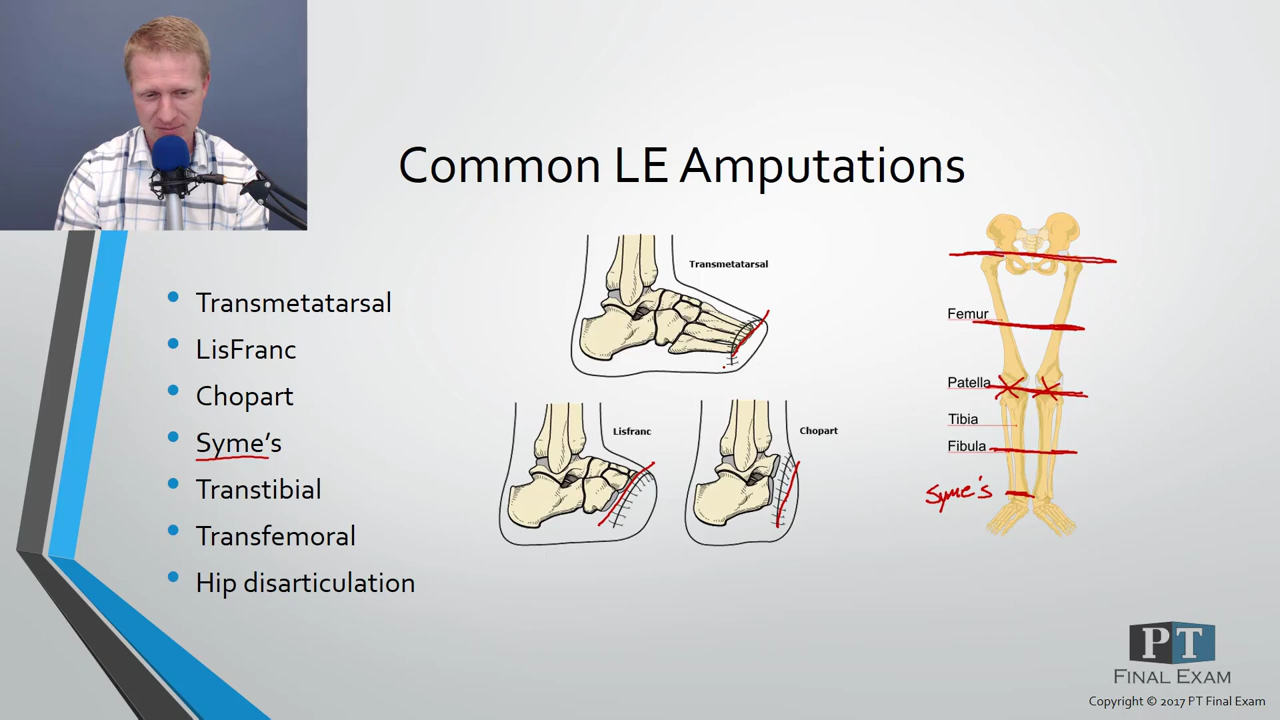 Common LE Amputations
Transmetatarsal
LisFranc
Chopart
Syme's
Transtibial
Transfemoral
Hip disarticulation
Transmetatarsal
Lisfranc
Chopart
Femur
Patella
Tibia
Fibula
Syme's
PT
FINAL EXAM
Copyright © 2017 PT Final Exam